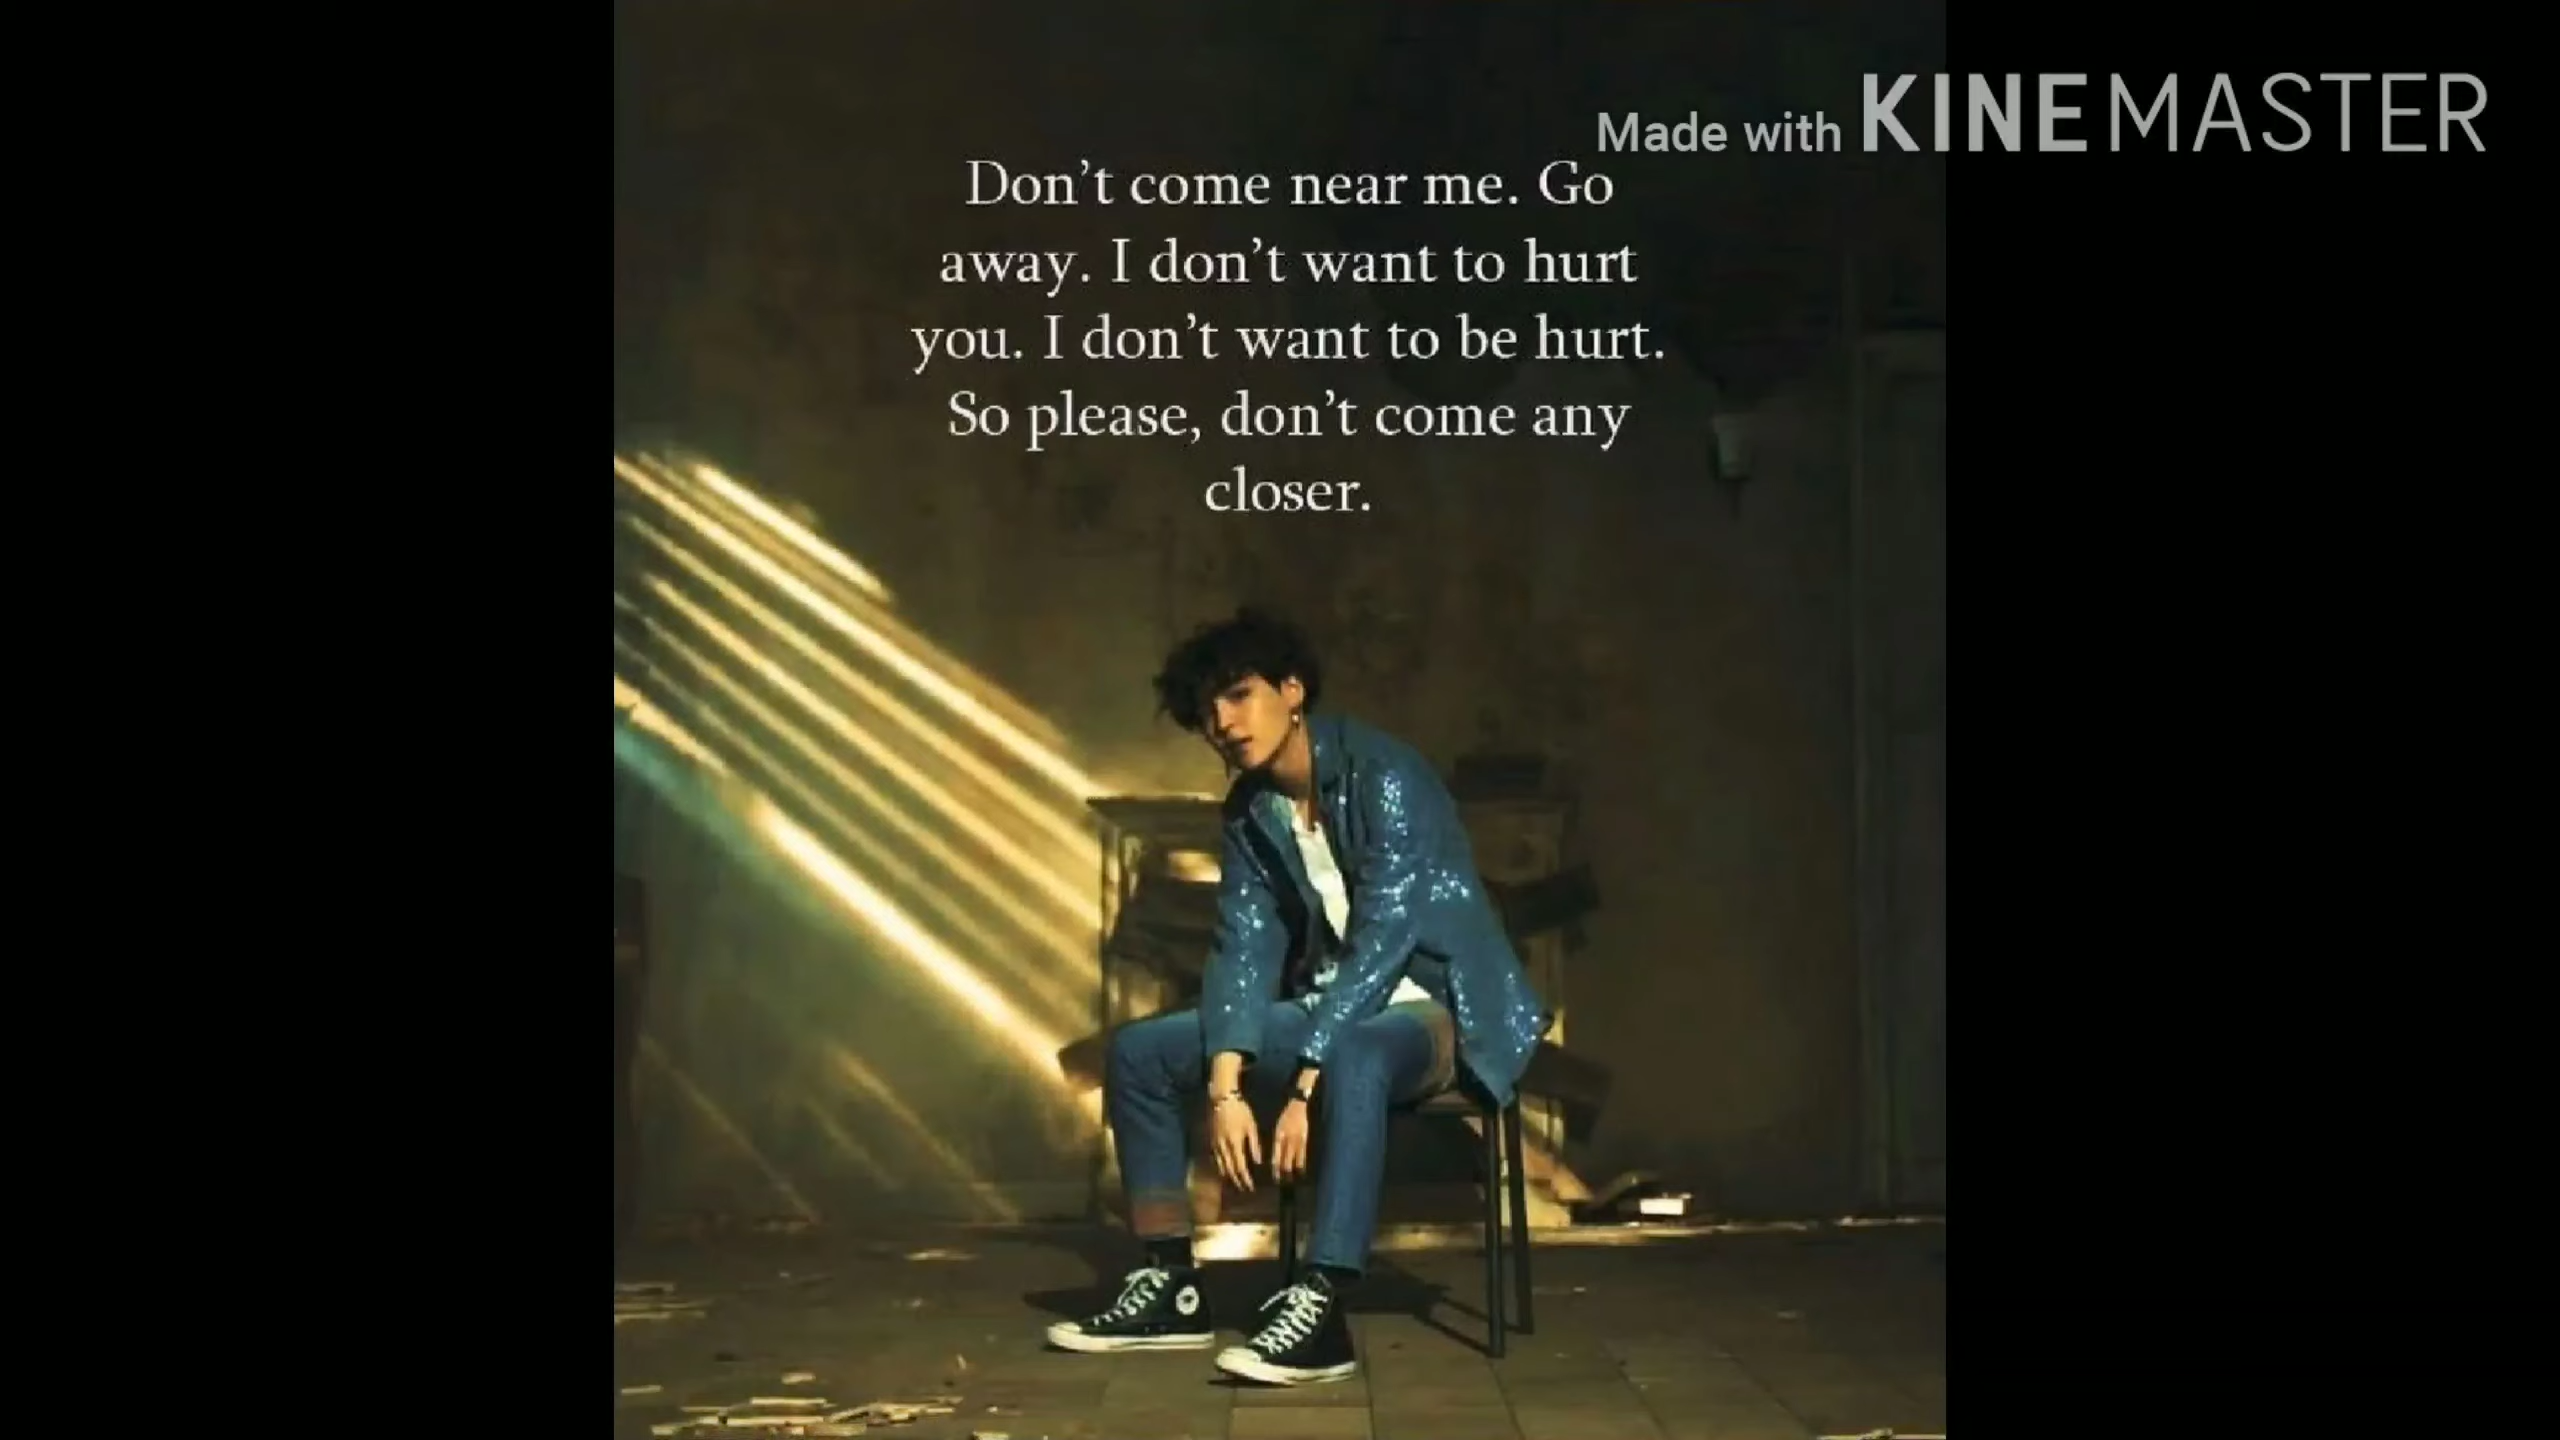 Made with KINEMASTER
Don't come near me. Go
away. I don't want to hurt
you. I don't want to be hurt.
So please, don't come any
closer.